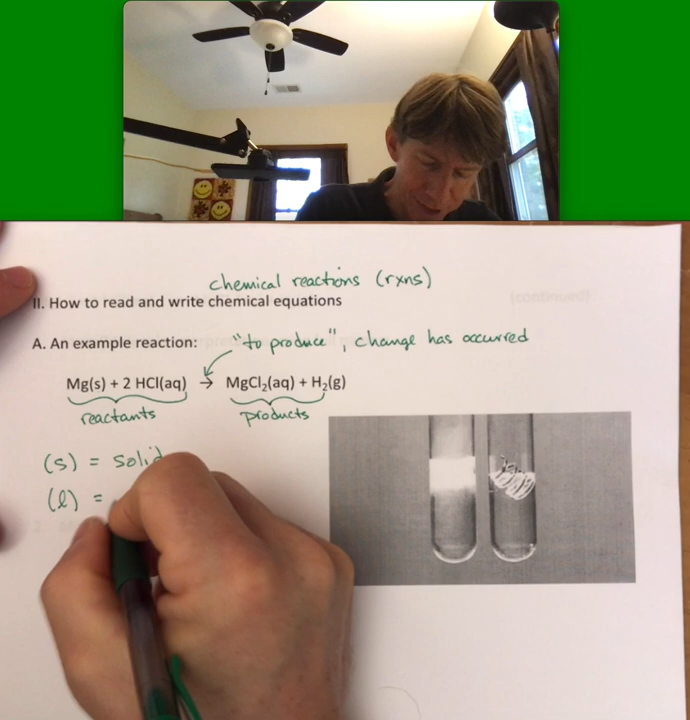 chemical reactions (rxns)
II. How to read and write chemical equations
(continued)
A. An example reaction:
"to produce", change has occurred
Mg(s) + 2 HCl(aq) → MgCl₂(aq) + H₂(g)
reactants
products
(s) = solid
(l) =